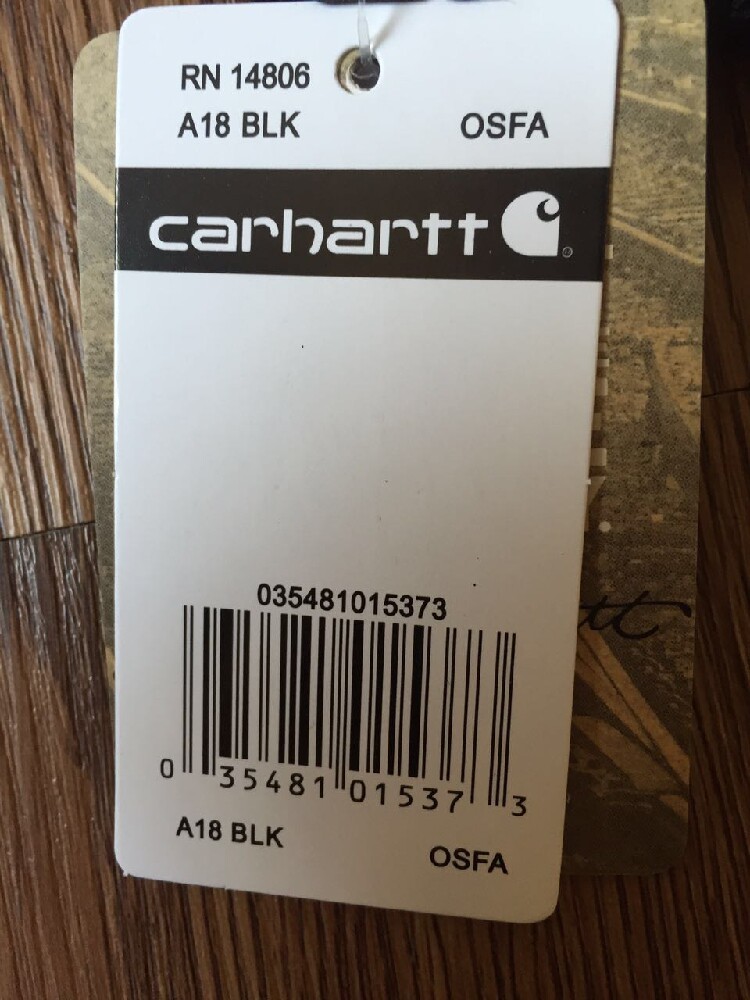 RN 14806
A18 BLK OSFA
carhartt
035481015373
0 35481 01537 3
A18 BLK OSFA